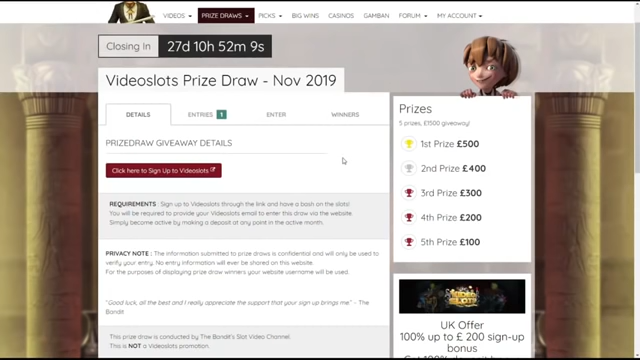 VIDEOS PRIZE DRAWS PICKS BIG WINS CASINOS GAMBAN FORUM MY ACCOUNT
Closing In 27d 10h 52m 9s
Videoslots Prize Draw - Nov 2019
DETAILS ENTRIES 1 ENTER WINNERS
PRIZEDRAW GIVEAWAY DETAILS
Click here to Sign Up to Videoslots
REQUIREMENTS : Sign up to Videoslots through the link and have a bash on the slots!
You will be required to provide your Videoslots email to enter this draw via the website.
Simply become active by making a deposit at any point in the active month.
PRIVACY NOTE : The information submitted to prize draws is confidential and will only be used to
verify your entry. No entry information will ever be shared on this website.
For the purposes of displaying prize draw winners your website username will be used.
"Good luck, all the best and I really appreciate the support that your sign up brings me." - The
Bandit
This prize draw is conducted by The Bandit's Slot Video Channel.
This is NOT a Videoslots promotion.
Prizes
5 prizes, £1500 giveaway!
1st Prize £500
2nd Prize £400
3rd Prize £300
4th Prize £200
5th Prize £100
VIDEO SLOTS
UK Offer
100% up to £ 200 sign-up
bonus